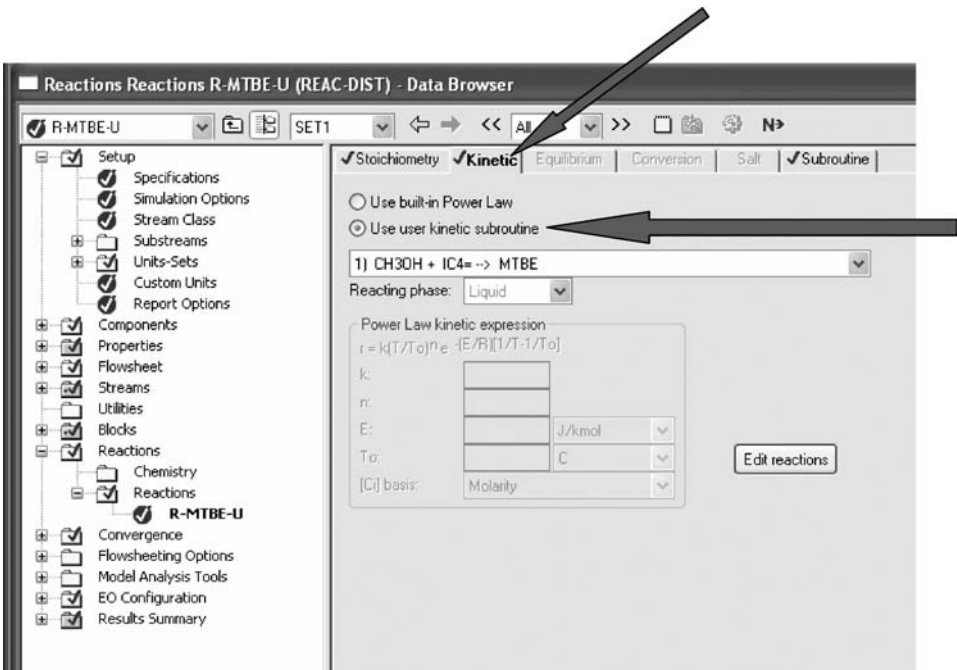 Reactions Reactions R-MTBE-U (REAC-DIST) - Data Browser
R-MTBE-U SET1 << All >> N
Setup
Specifications
Simulation Options
Stream Class
Substreams
Units-Sets
Custom Units
Report Options
Components
Properties
Flowsheet
Streams
Utilities
Blocks
Reactions
Chemistry
Reactions
R-MTBE-U
Convergence
Flowsheeting Options
Model Analysis Tools
EO Configuration
Results Summary
Stoichiometry Kinetic Equilibrium Conversion Salt Subroutine
Use built-in Power Law
Use user kinetic subroutine
1) CH3OH + IC4= --> MTBE
Reacting phase: Liquid
Power Law kinetic expression
r = k(T/To)n e -(E/R)[1/T-1/To]
k:
n:
E: J/kmol
To: C
[Ci] basis: Molarity
Edit reactions